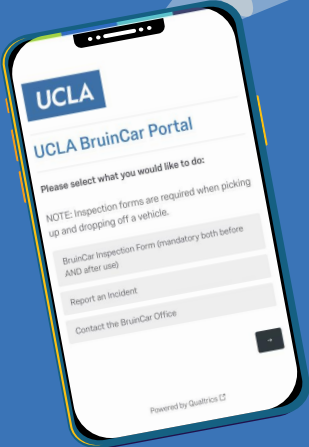 UCLA
UCLA BruinCar Portal
Please select what you would like to do:
NOTE: Inspection forms are required when picking
up and dropping off a vehicle.
BruinCar Inspection Form (mandatory both before
AND after use)
Report an Incident
Contact the BruinCar Office
→
Powered by Qualtrics